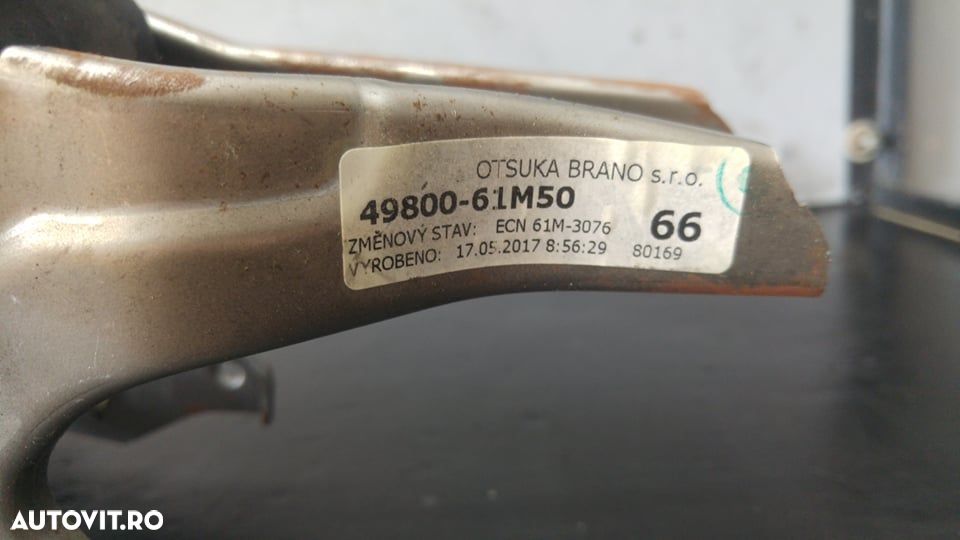 OTSUKA BRANO s.r.o.
49800-61M50
66
ZMĚNOVÝ STAV: ECN 61M-3076
VYROBENO: 17.05.2017 8:56:29 80169
AUTOVIT.RO